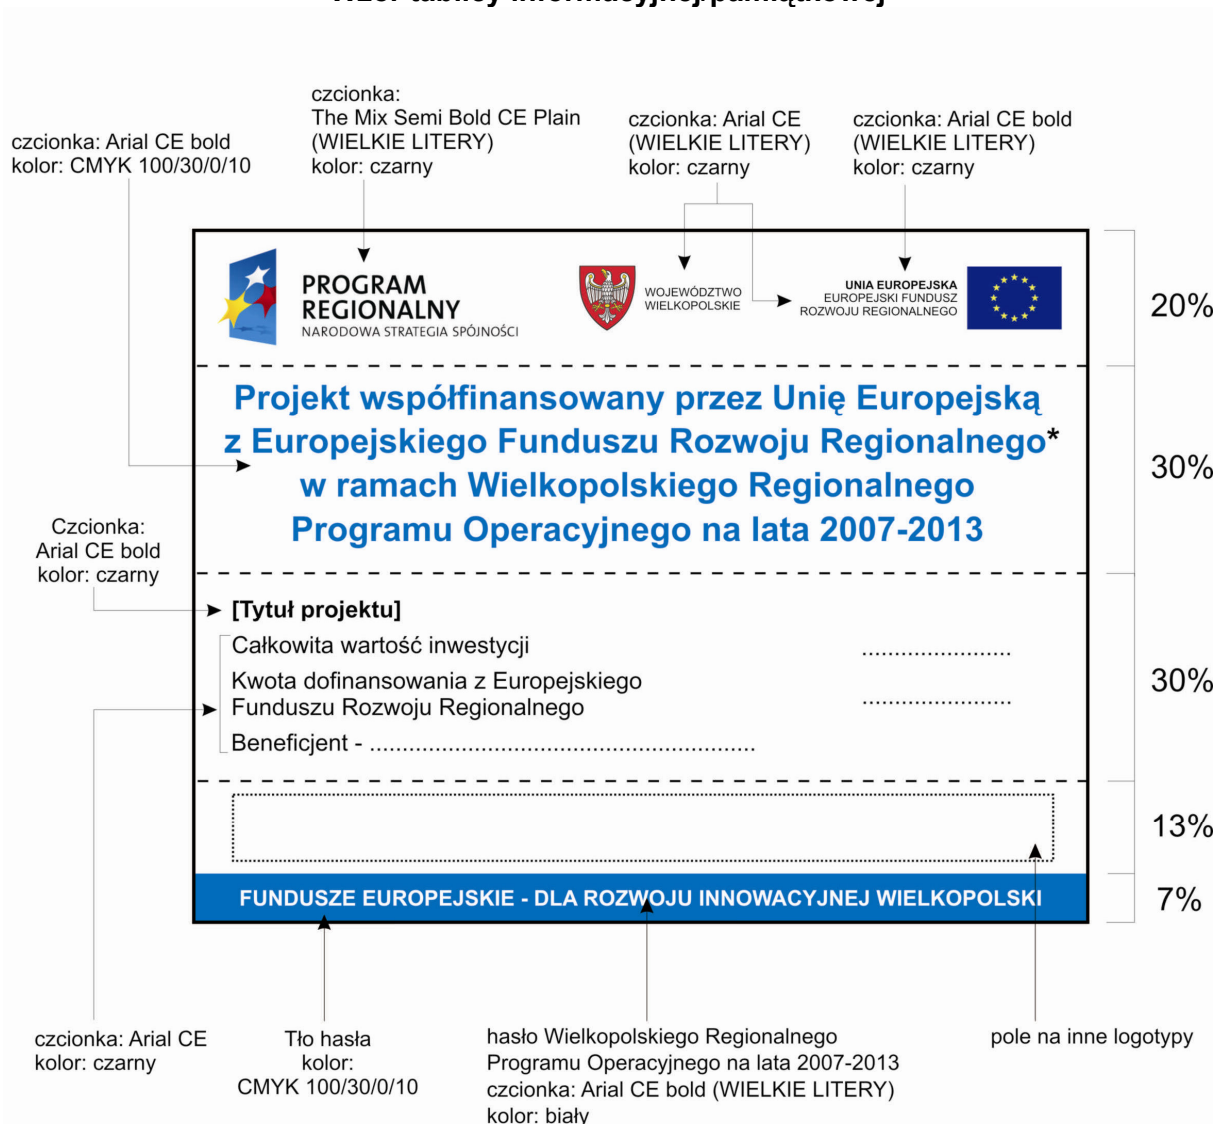 Wzór tablicy informacyjnej/pamiątkowej
czcionka:
The Mix Semi Bold CE Plain
(WIELKIE LITERY)
kolor: czarny
czcionka: Arial CE
(WIELKIE LITERY)
kolor: czarny
czcionka: Arial CE bold
(WIELKIE LITERY)
kolor: czarny
czcionka: Arial CE bold
kolor: CMYK 100/30/0/10
PROGRAM
REGIONALNY
NARODOWA STRATEGIA SPÓJNOŚCI
WOJEWÓDZTWO
WIELKOPOLSKIE
UNIA EUROPEJSKA
EUROPEJSKI FUNDUSZ
ROZWOJU REGIONALNEGO
20%
Projekt współfinansowany przez Unię Europejską
z Europejskiego Funduszu Rozwoju Regionalnego*
w ramach Wielkopolskiego Regionalnego
Programu Operacyjnego na lata 2007-2013
30%
Czcionka:
Arial CE bold
kolor: czarny
[Tytuł projektu]
Całkowita wartość inwestycji .......................
Kwota dofinansowania z Europejskiego
Funduszu Rozwoju Regionalnego .......................
Beneficjent - ...........................................................
30%
13%
FUNDUSZE EUROPEJSKIE - DLA ROZWOJU INNOWACYJNEJ WIELKOPOLSKI
7%
czcionka: Arial CE
kolor: czarny
Tło hasła
kolor:
CMYK 100/30/0/10
hasło Wielkopolskiego Regionalnego
Programu Operacyjnego na lata 2007-2013
czcionka: Arial CE bold (WIELKIE LITERY)
kolor: biały
pole na inne logotypy